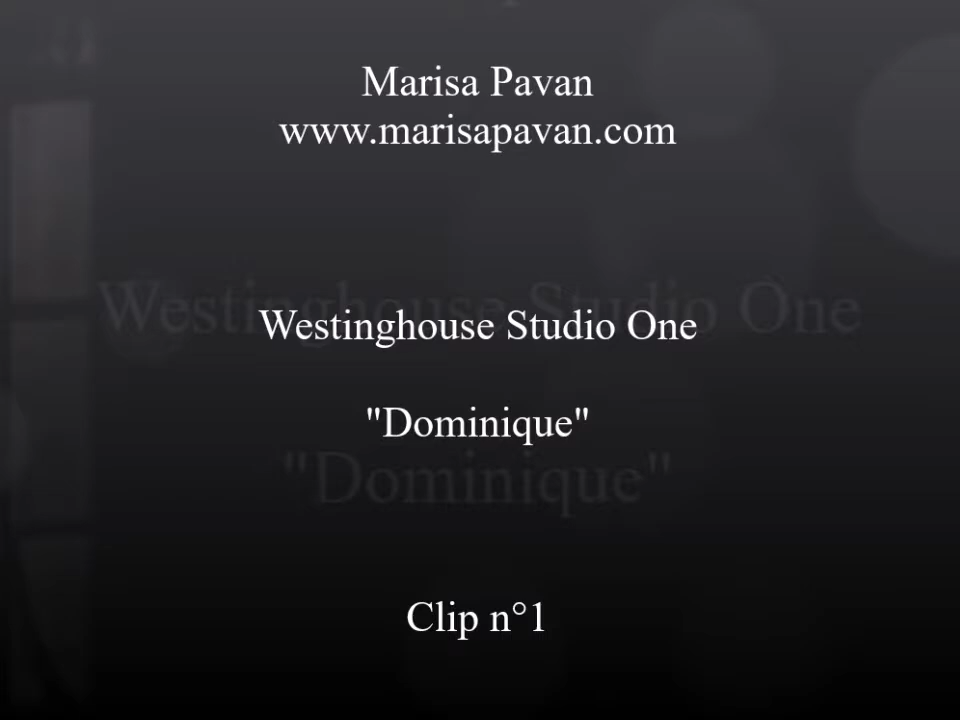 Marisa Pavan
www.marisapavan.com
Westinghouse Studio One
"Dominique"
Clip n°1